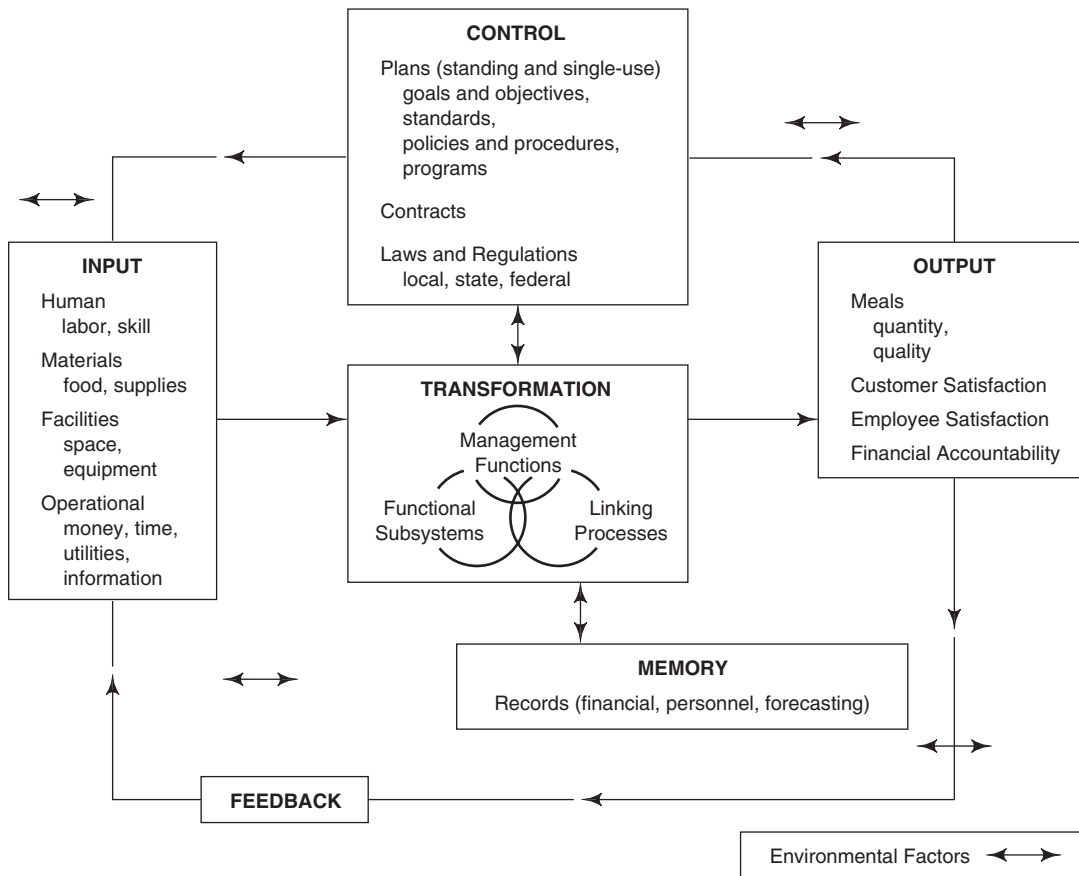 CONTROL
Plans (standing and single-use)
goals and objectives,
standards,
policies and procedures,
programs
Contracts
Laws and Regulations
local, state, federal
INPUT
Human
labor, skill
Materials
food, supplies
Facilities
space,
equipment
Operational
money, time,
utilities,
information
TRANSFORMATION
Management
Functions
Functional
Subsystems
Linking
Processes
OUTPUT
Meals
quantity,
quality
Customer Satisfaction
Employee Satisfaction
Financial Accountability
MEMORY
Records (financial, personnel, forecasting)
FEEDBACK
Environmental Factors